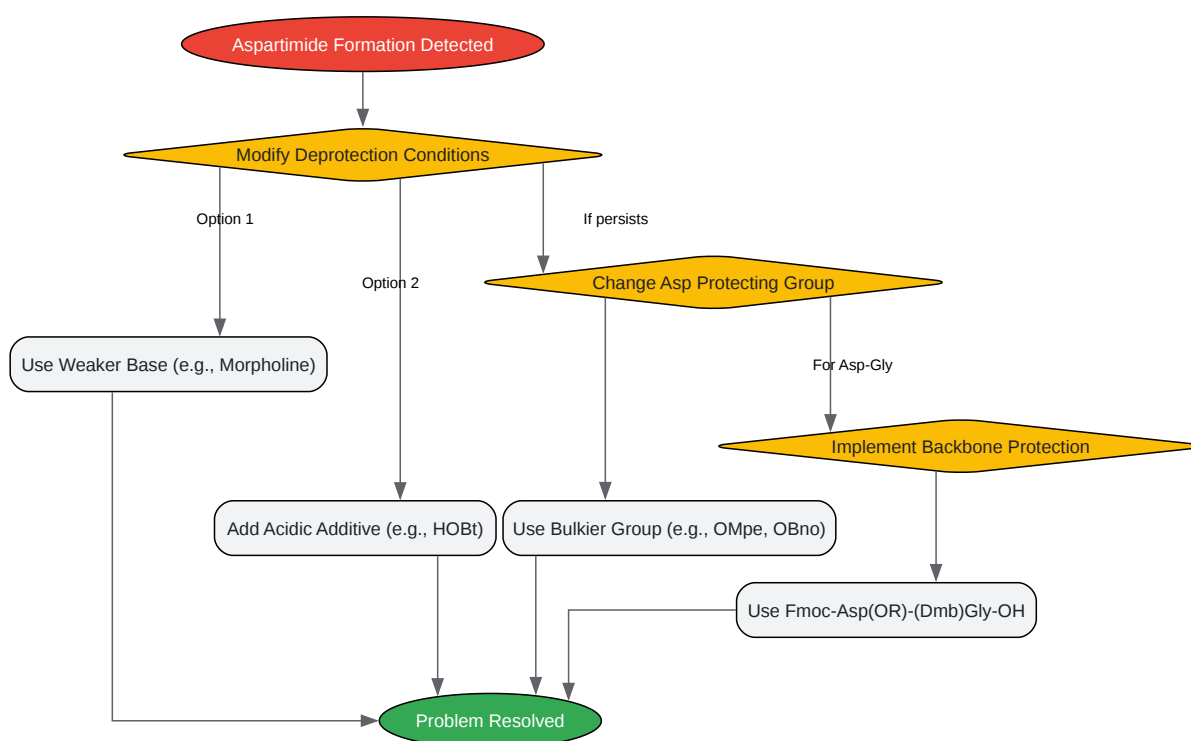 Aspartimide Formation Detected
Modify Deprotection Conditions
Option 1
If persists
Option 2
Change Asp Protecting Group
Use Weaker Base (e.g., Morpholine)
For Asp-Gly
Implement Backbone Protection
Add Acidic Additive (e.g., HOBt)
Use Bulkier Group (e.g., OMpe, OBno)
Use Fmoc-Asp(OR)-(Dmb)Gly-OH
Problem Resolved